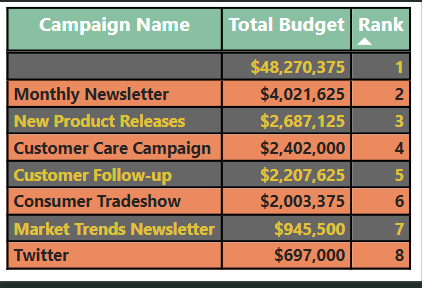 Campaign Name Total Budget Rank
$48,270,375 1
Monthly Newsletter $4,021,625 2
New Product Releases $2,687,125 3
Customer Care Campaign $2,402,000 4
Customer Follow-up $2,207,625 5
Consumer Tradeshow $2,003,375 6
Market Trends Newsletter $945,500 7
Twitter $697,000 8